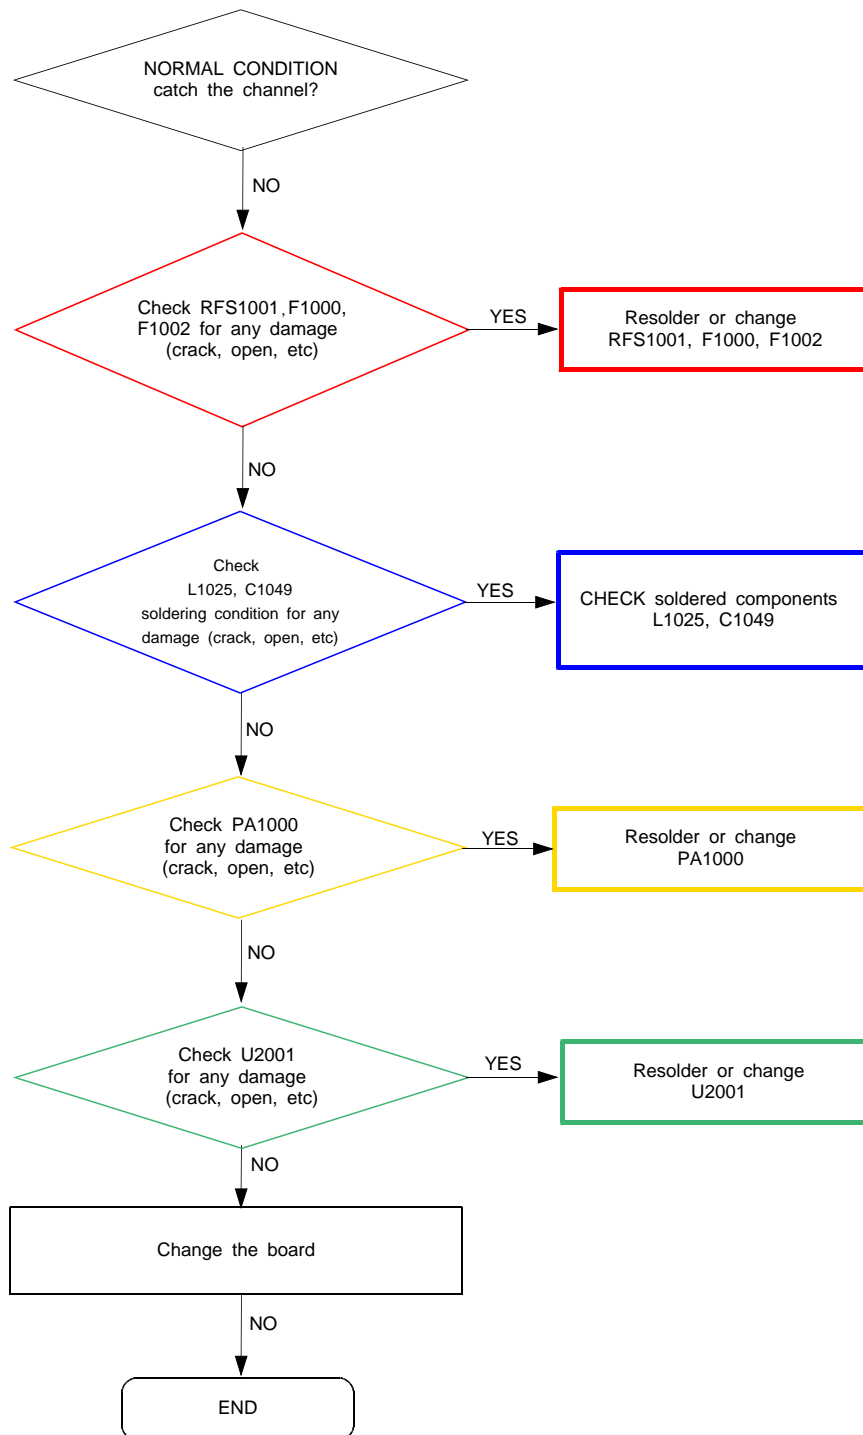 NORMAL CONDITION
catch the channel?
NO
Check RFS1001, F1000,
F1002 for any damage
(crack, open, etc)
YES
Resolder or change
RFS1001, F1000, F1002
NO
Check
L1025, C1049
soldering condition for any
damage (crack, open, etc)
YES
CHECK soldered components
L1025, C1049
NO
Check PA1000
for any damage
(crack, open, etc)
YES
Resolder or change
PA1000
NO
Check U2001
for any damage
(crack, open, etc)
YES
Resolder or change
U2001
NO
Change the board
NO
END